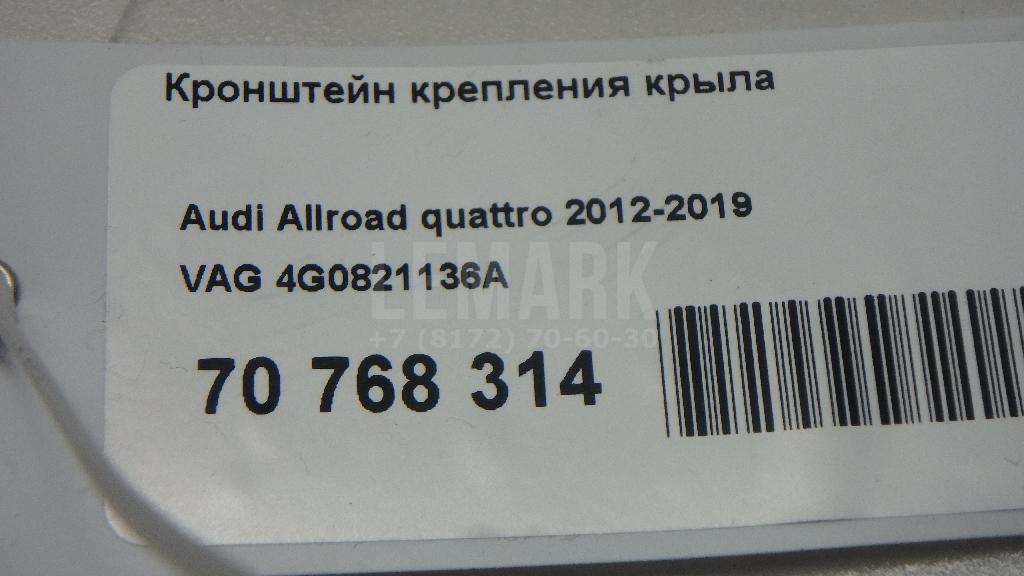 Кронштейн крепления крыла
Audi Allroad quattro 2012-2019
VAG 4G0821136A
LEMARK
+7 (8172) 70-60-30
70 768 314